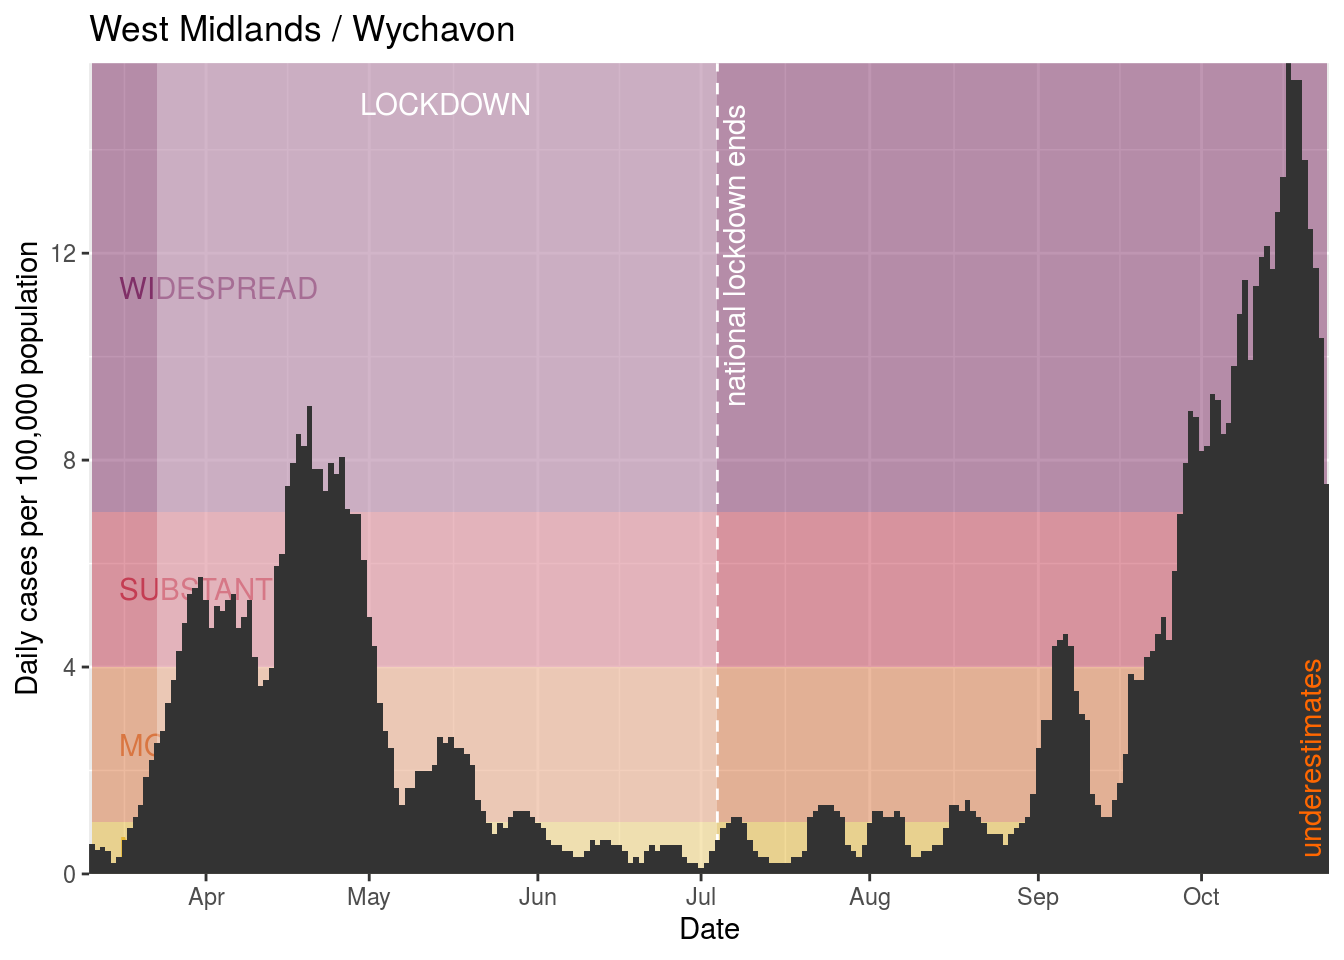 West Midlands / Wychavon
LOCKDOWN
national lockdown ends
WIDESPREAD
SUBSTANT
MO
underestimates
Daily cases per 100,000 population
12
8
4
0
Apr May Jun Jul Aug Sep Oct
Date